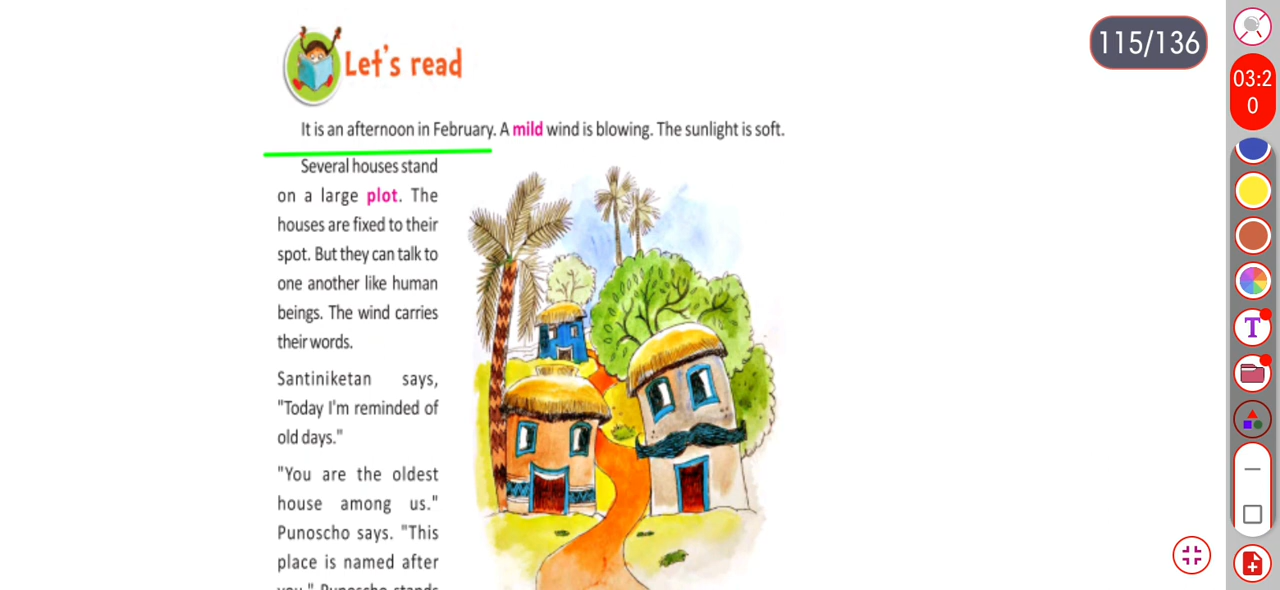 115/136
03:2
0
Let's read
It is an afternoon in February. A mild wind is blowing. The sunlight is soft.
Several houses stand
on a large plot. The
houses are fixed to their
spot. But they can talk to
one another like human
beings. The wind carries
their words.
Santiniketan says,
"Today I'm reminded of
old days."
"You are the oldest
house among us."
Punoscho says. "This
place is named after
you." Punoscho stands
T